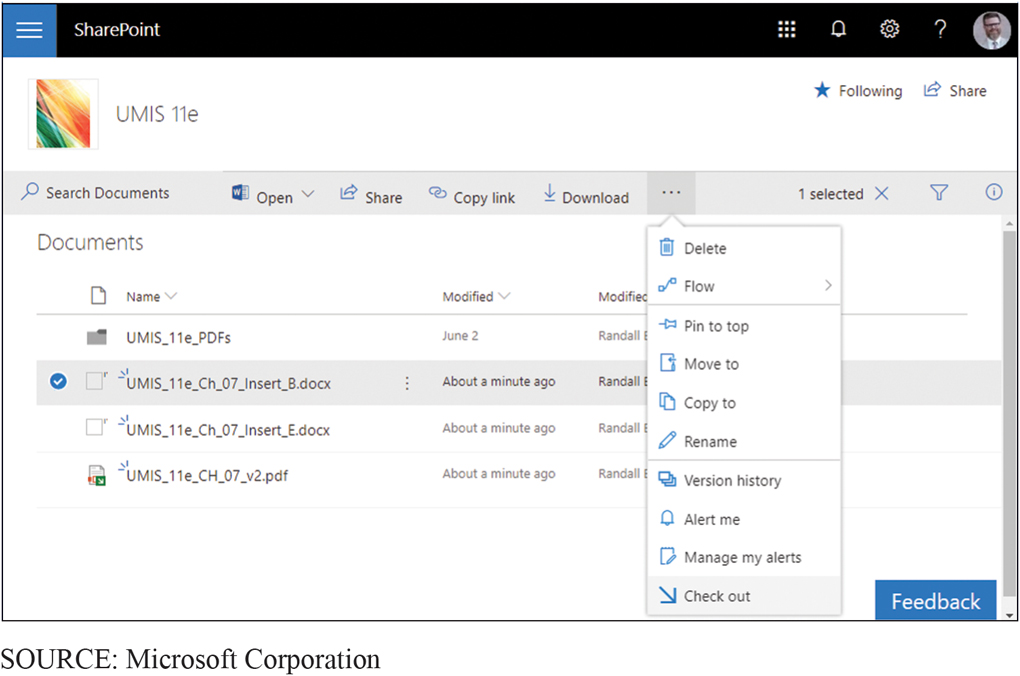 SharePoint
UMIS 11e
Following Share
Search Documents Open Share Copy link Download ... 1 selected
Documents
Name Modified Modified
UMIS_11e_PDFs June 2 Randall
UMIS_11e_Ch_07_Insert_B.docx About a minute ago Randall
UMIS_11e_Ch_07_Insert_E.docx About a minute ago Randall
UMIS_11e_CH_07_v2.pdf About a minute ago Randall
Delete
Flow
Pin to top
Move to
Copy to
Rename
Version history
Alert me
Manage my alerts
Check out
Feedback
SOURCE: Microsoft Corporation